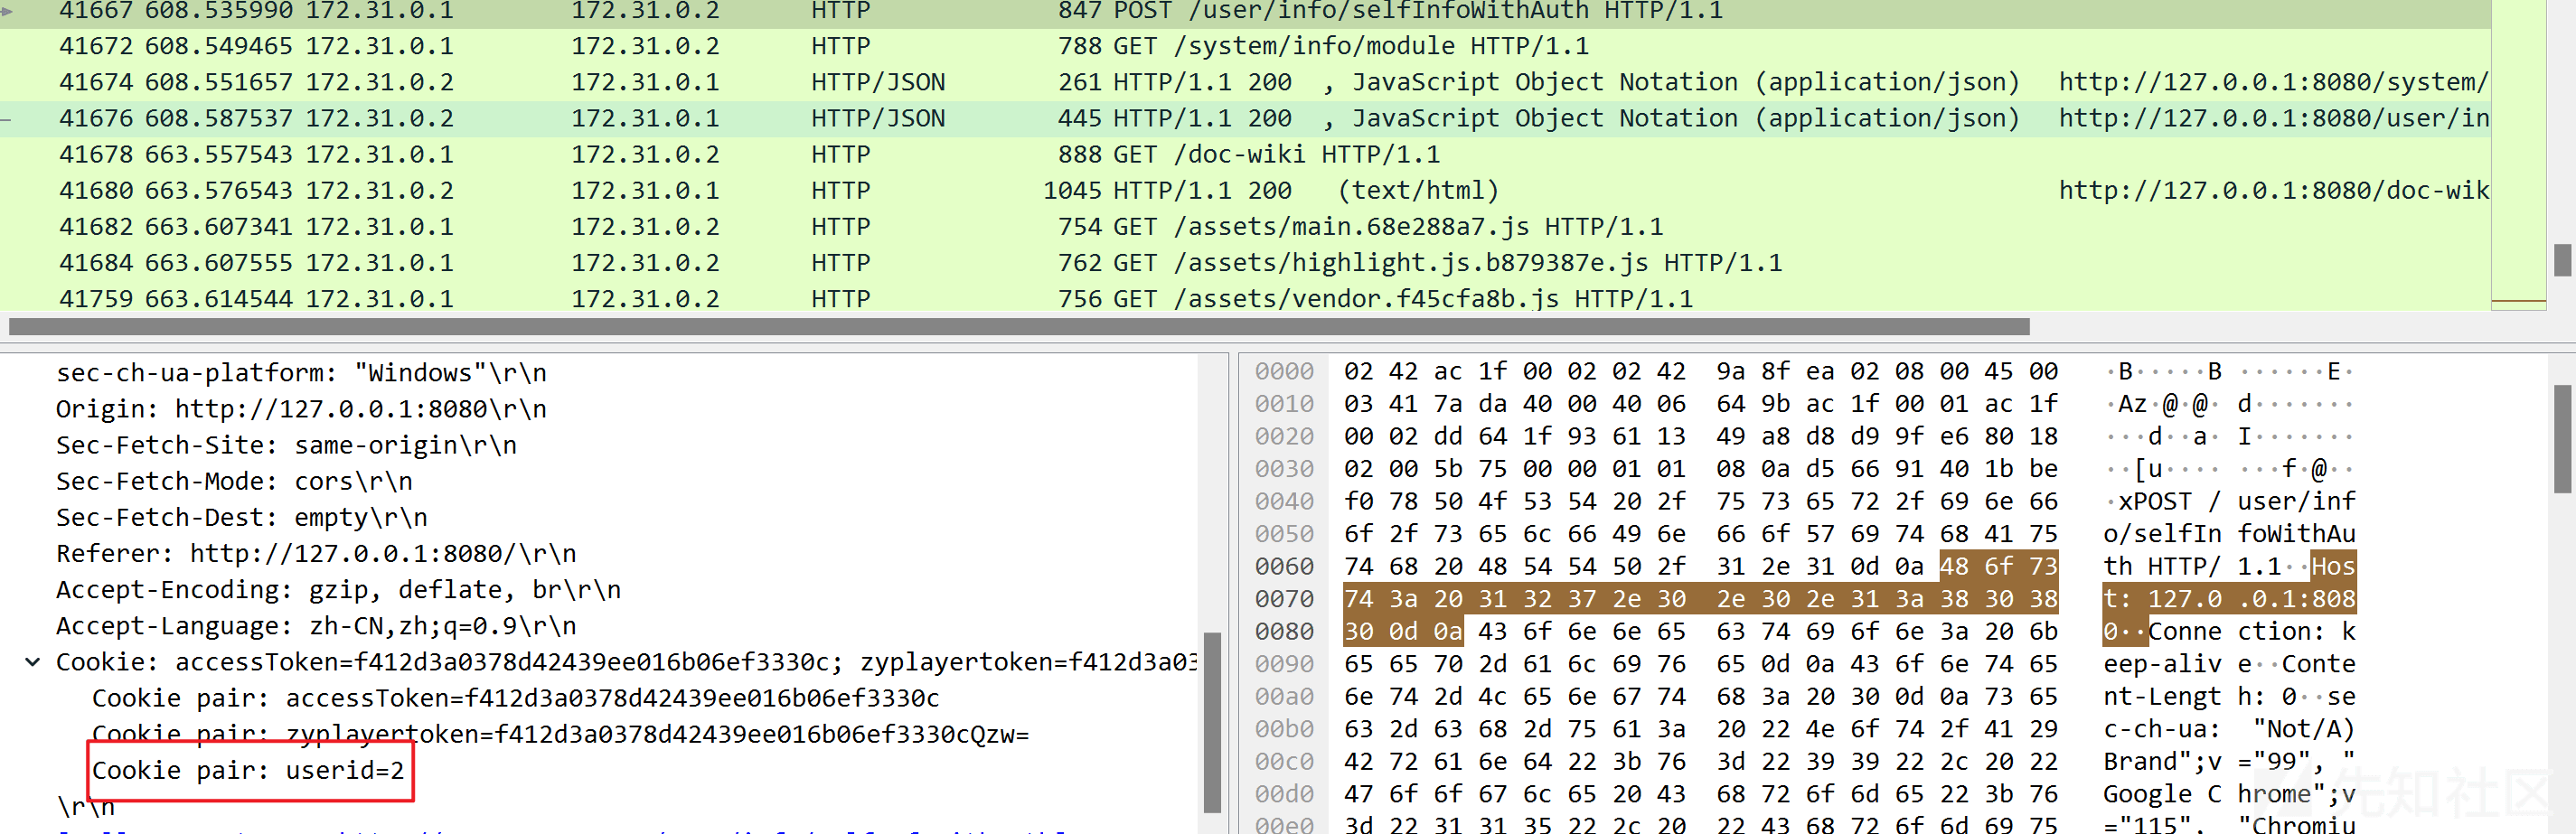 41667 608.535990 172.31.0.1 172.31.0.2 HTTP 847 POST /user/info/selfInfoWithAuth HTTP/1.1
41672 608.549465 172.31.0.1 172.31.0.2 HTTP 788 GET /system/info/module HTTP/1.1
41674 608.551657 172.31.0.2 172.31.0.1 HTTP/JSON 261 HTTP/1.1 200 , JavaScript Object Notation (application/json) http://127.0.0.1:8080/system/
41676 608.587537 172.31.0.2 172.31.0.1 HTTP/JSON 445 HTTP/1.1 200 , JavaScript Object Notation (application/json) http://127.0.0.1:8080/user/in
41678 663.557543 172.31.0.1 172.31.0.2 HTTP 888 GET /doc-wiki HTTP/1.1
41680 663.576543 172.31.0.2 172.31.0.1 HTTP 1045 HTTP/1.1 200 (text/html) http://127.0.0.1:8080/doc-wik
41682 663.607341 172.31.0.1 172.31.0.2 HTTP 754 GET /assets/main.68e288a7.js HTTP/1.1
41684 663.607555 172.31.0.1 172.31.0.2 HTTP 762 GET /assets/highlight.js.b879387e.js HTTP/1.1
41759 663.614544 172.31.0.1 172.31.0.2 HTTP 756 GET /assets/vendor.f45cfa8b.js HTTP/1.1
sec-ch-ua-platform: "Windows"\r\n
Origin: http://127.0.0.1:8080\r\n
Sec-Fetch-Site: same-origin\r\n
Sec-Fetch-Mode: cors\r\n
Sec-Fetch-Dest: empty\r\n
Referer: http://127.0.0.1:8080/\r\n
Accept-Encoding: gzip, deflate, br\r\n
Accept-Language: zh-CN,zh;q=0.9\r\n
Cookie: accessToken=f412d3a0378d42439ee016b06ef3330c; zyplayertoken=f412d3a03
Cookie pair: accessToken=f412d3a0378d42439ee016b06ef3330c
Cookie pair: zyplayertoken=f412d3a0378d42439ee016b06ef3330cQzw=
Cookie pair: userid=2
\r\n
0000 02 42 ac 1f 00 02 02 42 9a 8f ea 02 08 00 45 00 ·B·····B ······E·
0010 03 41 7a da 40 00 40 06 64 9b ac 1f 00 01 ac 1f ·Az·@·@· d·······
0020 00 02 dd 64 1f 93 61 13 49 a8 d8 d9 9f e6 80 18 ···d··a· I·······
0030 02 00 5b 75 00 00 01 01 08 0a d5 66 91 40 1b be ··[u···· ···f·@··
0040 f0 78 50 4f 53 54 20 2f 75 73 65 72 2f 69 6e 66 ·xPOST / user/inf
0050 6f 2f 73 65 6c 66 49 6e 66 6f 57 69 74 68 41 75 o/selfIn foWithAu
0060 74 68 20 48 54 54 50 2f 31 2e 31 0d 0a 48 6f 73 th HTTP/ 1.1··Hos
0070 74 3a 20 31 32 37 2e 30 2e 30 2e 31 3a 38 30 38 t: 127.0 .0.1:808
0080 30 0d 0a 43 6f 6e 6e 65 63 74 69 6f 6e 3a 20 6b 0··Conne ction: k
0090 65 65 70 2d 61 6c 69 76 65 0d 0a 43 6f 6e 74 65 eep-aliv e··Conte
00a0 6e 74 2d 4c 65 6e 67 74 68 3a 20 30 0d 0a 73 65 nt-Lengt h: 0··se
00b0 63 2d 63 68 2d 75 61 3a 20 22 4e 6f 74 2f 41 29 c-ch-ua: "Not/A)
00c0 42 72 61 6e 64 22 3b 76 3d 22 39 39 22 2c 20 22 Brand";v ="99", "
00d0 47 6f 6f 67 6c 65 20 43 68 72 6f 6d 65 22 3b 76 Google C hrome";v
00e0 3d 22 31 31 35 22 2c 20 22 43 68 72 6f 6d 69 75 ="115", "Chromiu
先知社区